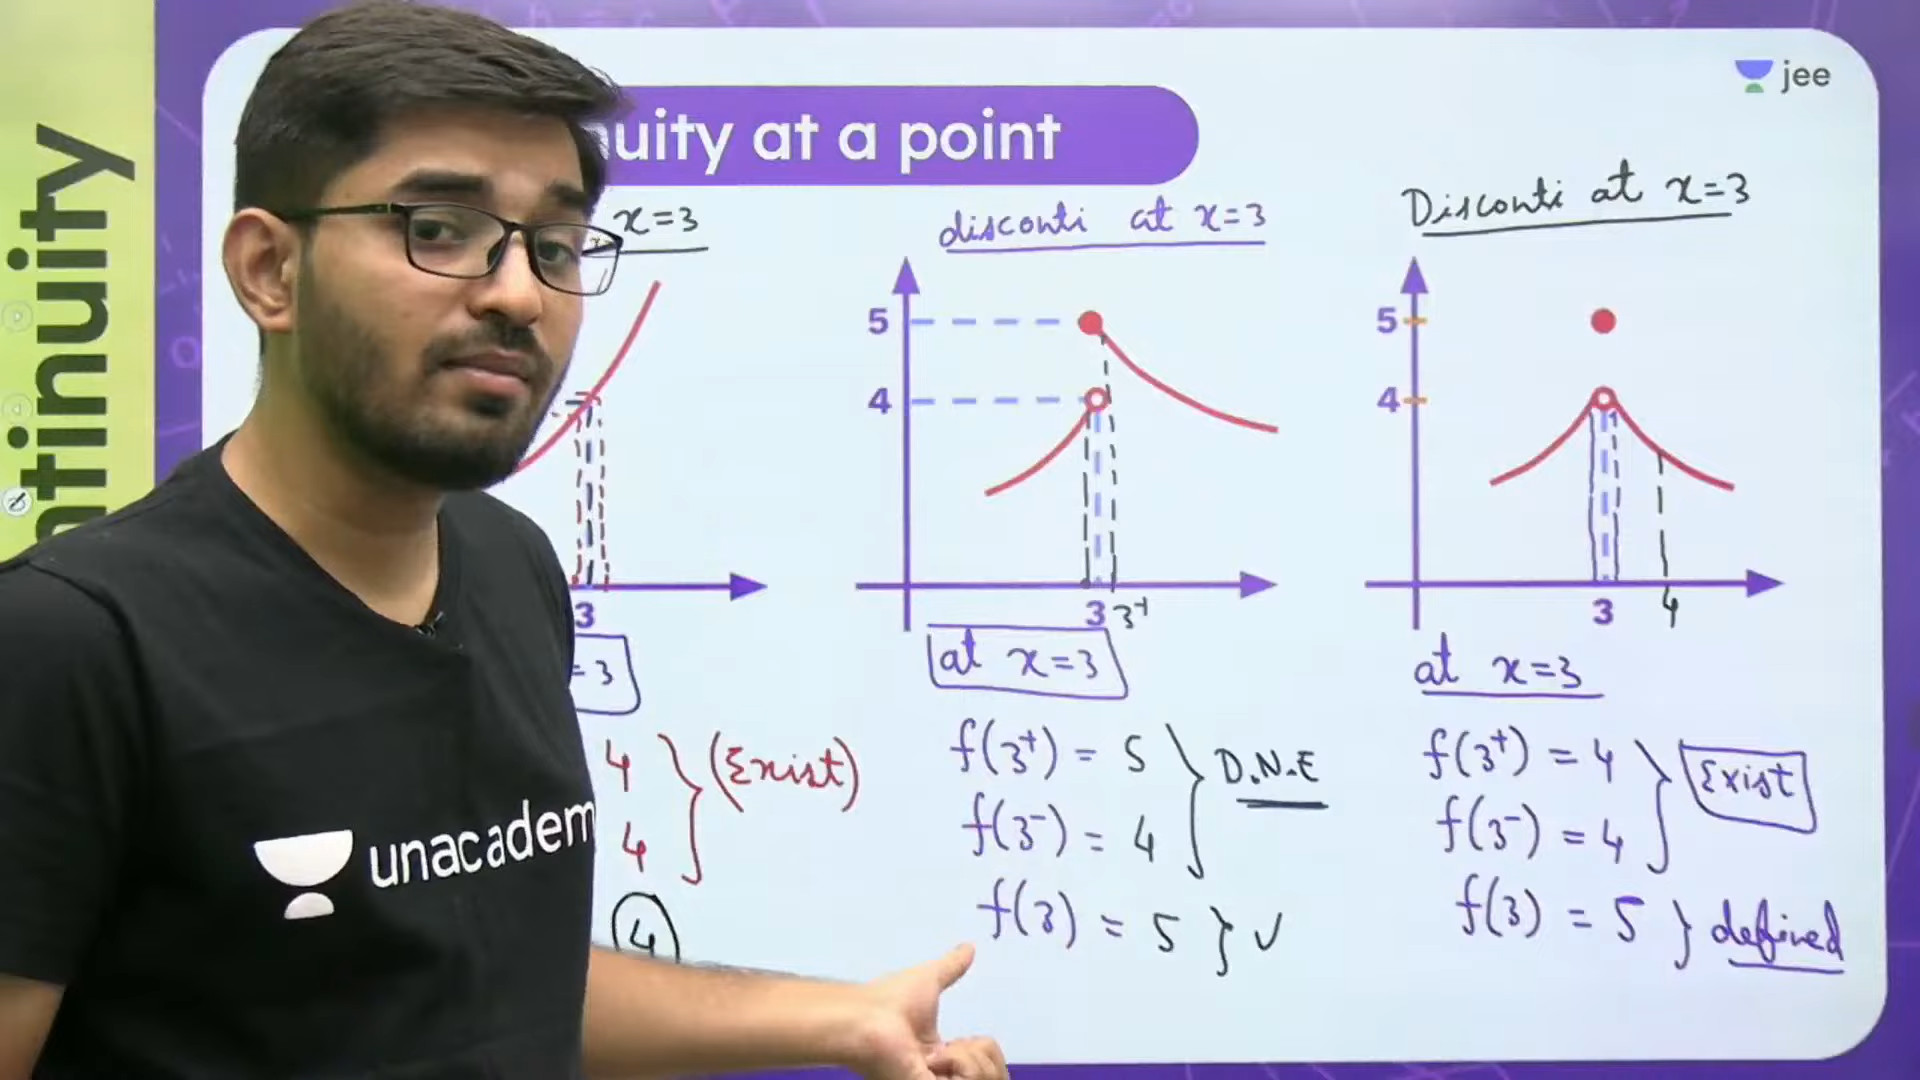 jee
nuity at a point
x=3
disconti at x=3
Disconti at x=3
5
4
3
3+
5
4
3
4
3
= 3
at x=3
at x=3
4
4
} (Exist)
4
f(3+) = 5
f(3-) = 4
} D.N.E
f(3) = 5 } ✓
f(3+) = 4
f(3-) = 4
} Exist
f(3) = 5 } defined
unacadem
ntinuity